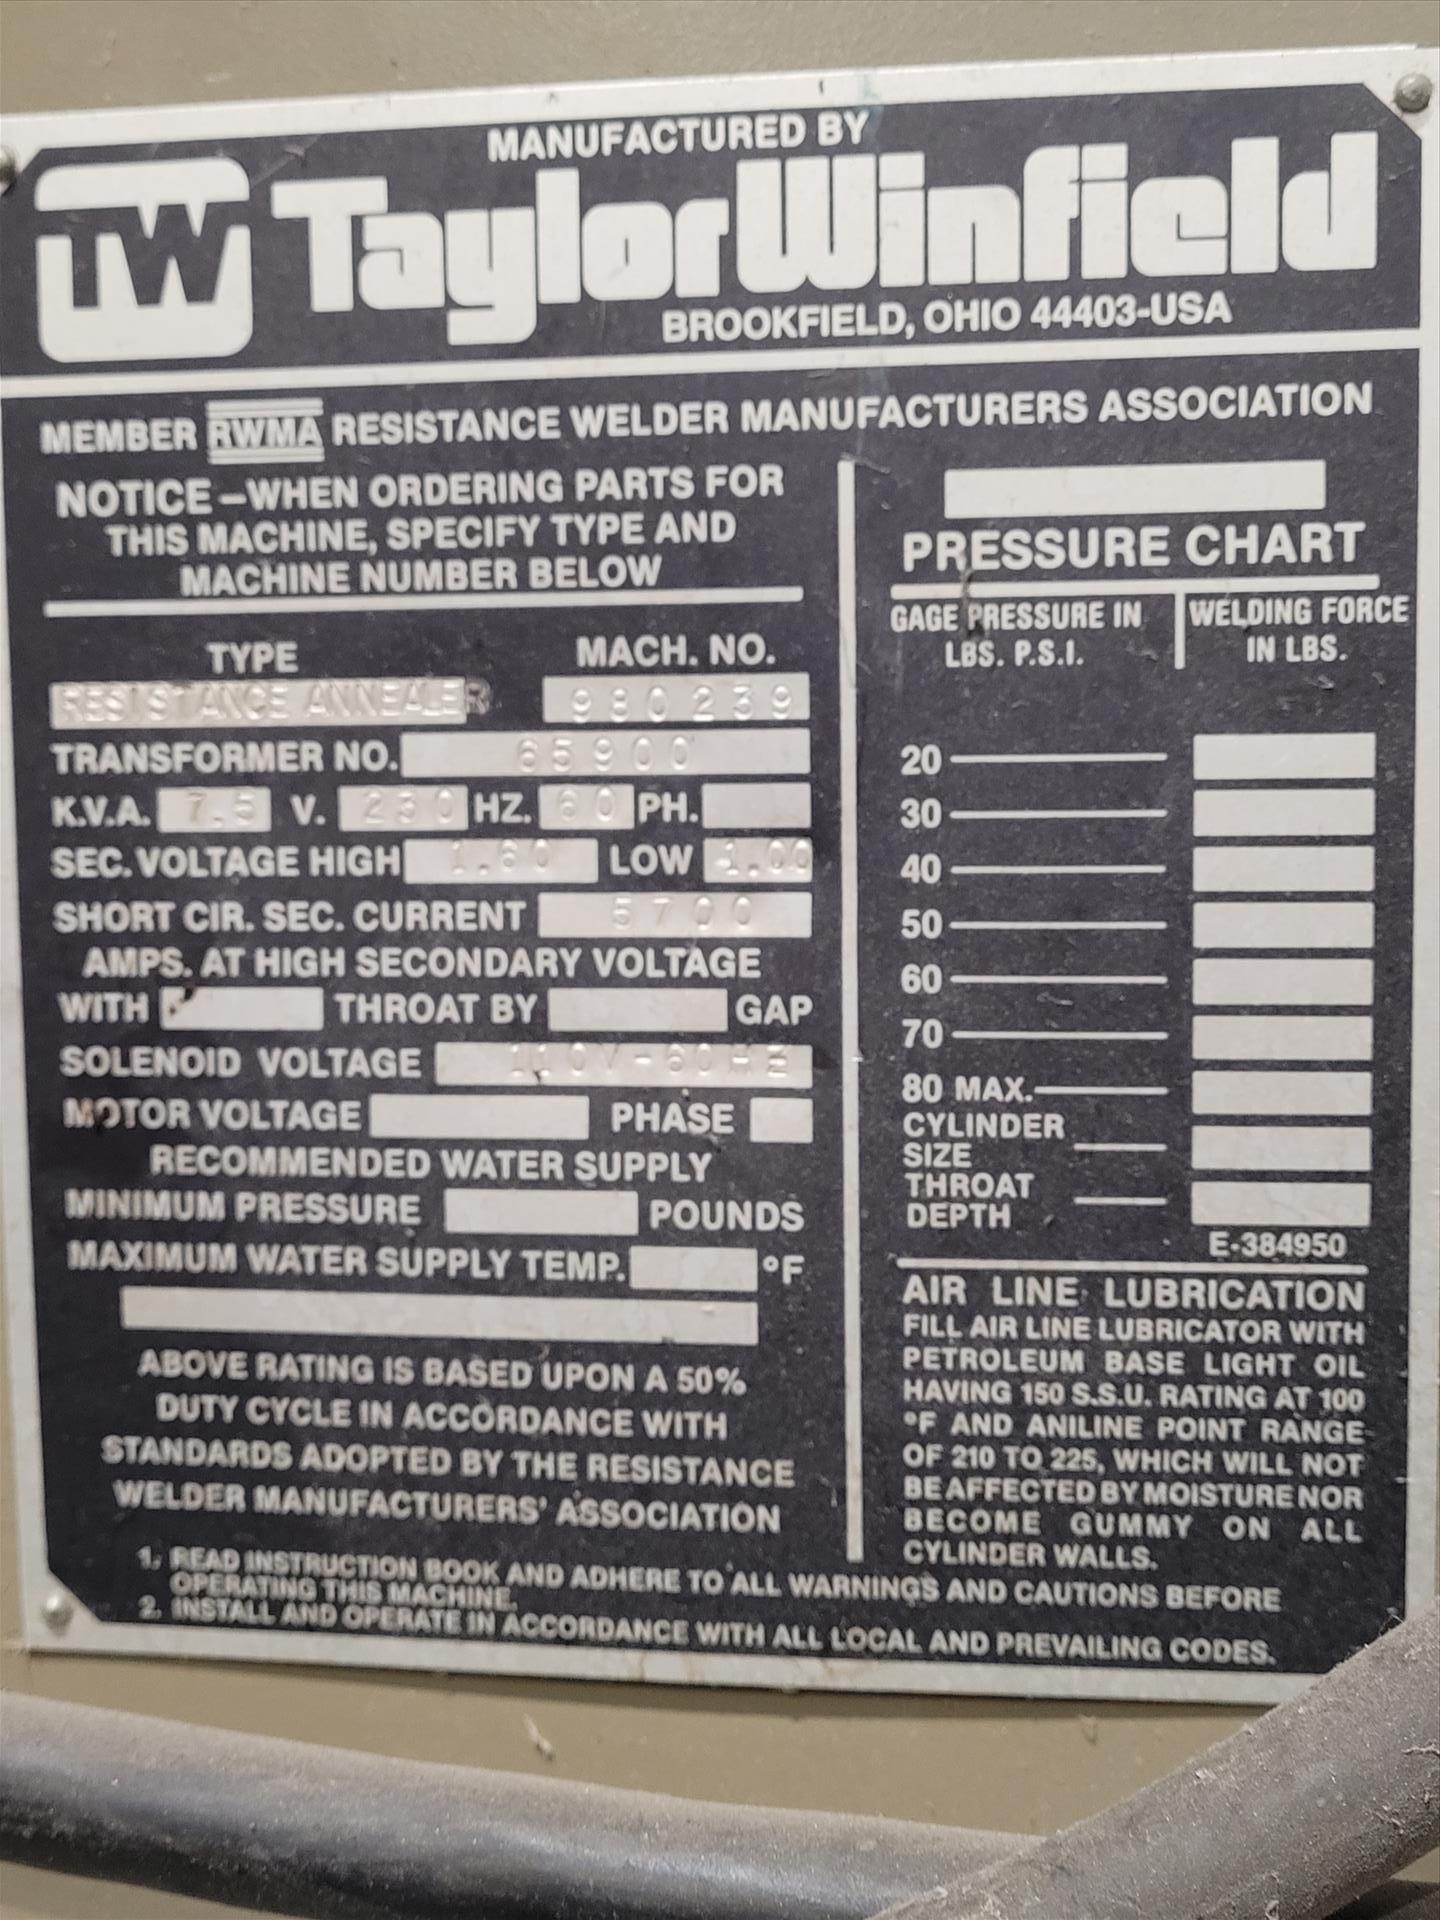 MANUFACTURED BY
TW TaylorWinfield
BROOKFIELD, OHIO 44403-USA
MEMBER RWMA RESISTANCE WELDER MANUFACTURERS ASSOCIATION
NOTICE - WHEN ORDERING PARTS FOR
THIS MACHINE, SPECIFY TYPE AND
MACHINE NUMBER BELOW
TYPE MACH. NO.
RESISTANCE ANNEALER 980239
TRANSFORMER NO. 65900
K.V.A. 7.5 V. 230 HZ. 60 PH.
SEC. VOLTAGE HIGH 1.60 LOW 1.00
SHORT CIR. SEC. CURRENT 5700
AMPS. AT HIGH SECONDARY VOLTAGE
WITH THROAT BY GAP
SOLENOID VOLTAGE 110V-60HZ
MOTOR VOLTAGE PHASE
RECOMMENDED WATER SUPPLY
MINIMUM PRESSURE POUNDS
MAXIMUM WATER SUPPLY TEMP. °F
ABOVE RATING IS BASED UPON A 50%
DUTY CYCLE IN ACCORDANCE WITH
STANDARDS ADOPTED BY THE RESISTANCE
WELDER MANUFACTURERS' ASSOCIATION
PRESSURE CHART
GAGE PRESSURE IN WELDING FORCE
LBS. P.S.I. IN LBS.
20
30
40
50
60
70
80 MAX.
CYLINDER
SIZE
THROAT
DEPTH
E-384950
AIR LINE LUBRICATION
FILL AIR LINE LUBRICATOR WITH
PETROLEUM BASE LIGHT OIL
HAVING 150 S.S.U. RATING AT 100
°F AND ANILINE POINT RANGE
OF 210 TO 225, WHICH WILL NOT
BE AFFECTED BY MOISTURE NOR
BECOME GUMMY ON ALL
CYLINDER WALLS.
1. READ INSTRUCTION BOOK AND ADHERE TO ALL WARNINGS AND CAUTIONS BEFORE
OPERATING THIS MACHINE.
2. INSTALL AND OPERATE IN ACCORDANCE WITH ALL LOCAL AND PREVAILING CODES.